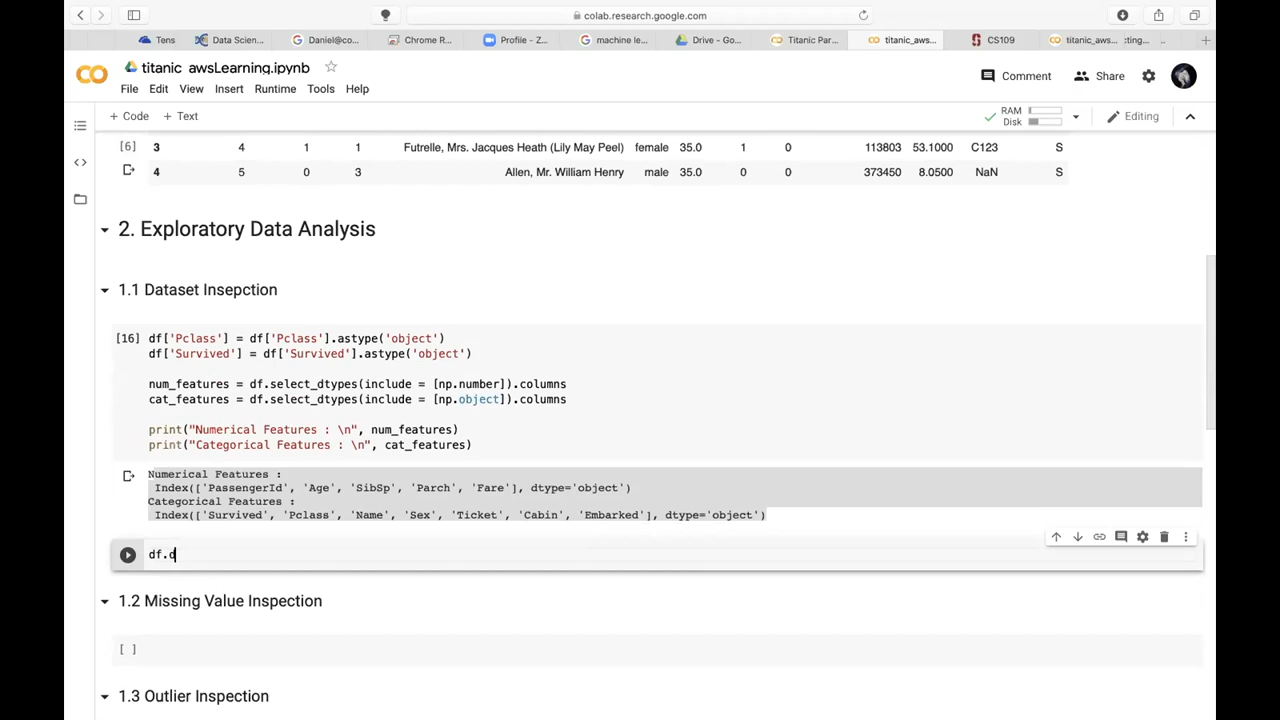 colab.research.google.com
Tens
Data Scien...
Daniel@co...
Chrome R...
Profile - Z...
machine le...
Drive - Go...
Titanic Par...
titanic_aws...
CS109
titanic_aws...
:ting...
titanic_awsLearning.ipynb
File Edit View Insert Runtime Tools Help
Comment
Share
+ Code + Text
RAM
Disk
Editing
[6] 3 4 1 1 Futrelle, Mrs. Jacques Heath (Lily May Peel) female 35.0 1 0 113803 53.1000 C123 S
4 5 0 3 Allen, Mr. William Henry male 35.0 0 0 373450 8.0500 NaN S
2. Exploratory Data Analysis
1.1 Dataset Insepction
[16] df['Pclass'] = df['Pclass'].astype('object')
df['Survived'] = df['Survived'].astype('object')
num_features = df.select_dtypes(include = [np.number]).columns
cat_features = df.select_dtypes(include = [np.object]).columns
print("Numerical Features : \n", num_features)
print("Categorical Features : \n", cat_features)
Numerical Features :
Index(['PassengerId', 'Age', 'SibSp', 'Parch', 'Fare'], dtype='object')
Categorical Features :
Index(['Survived', 'Pclass', 'Name', 'Sex', 'Ticket', 'Cabin', 'Embarked'], dtype='object')
df.d
1.2 Missing Value Inspection
[ ]
1.3 Outlier Inspection